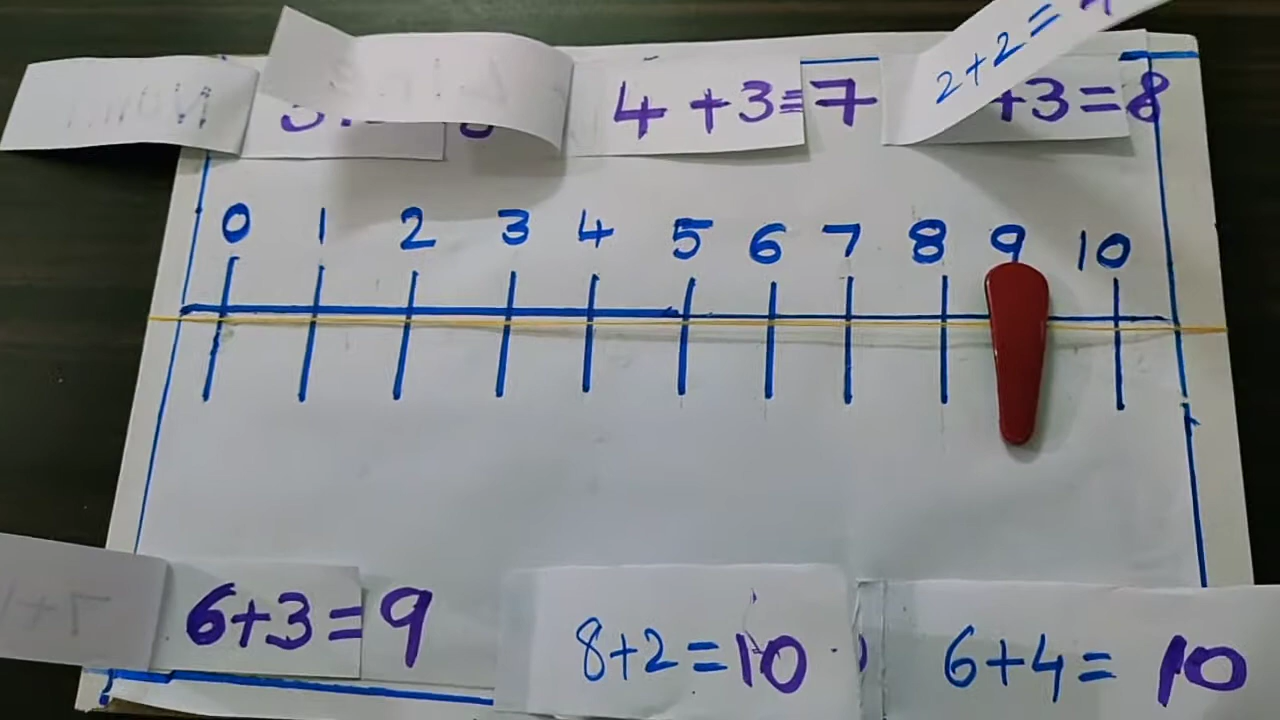 4+3=7 2+2= +3=8
0 1 2 3 4 5 6 7 8 9 10
6+3=9 8+2=10 6+4=10